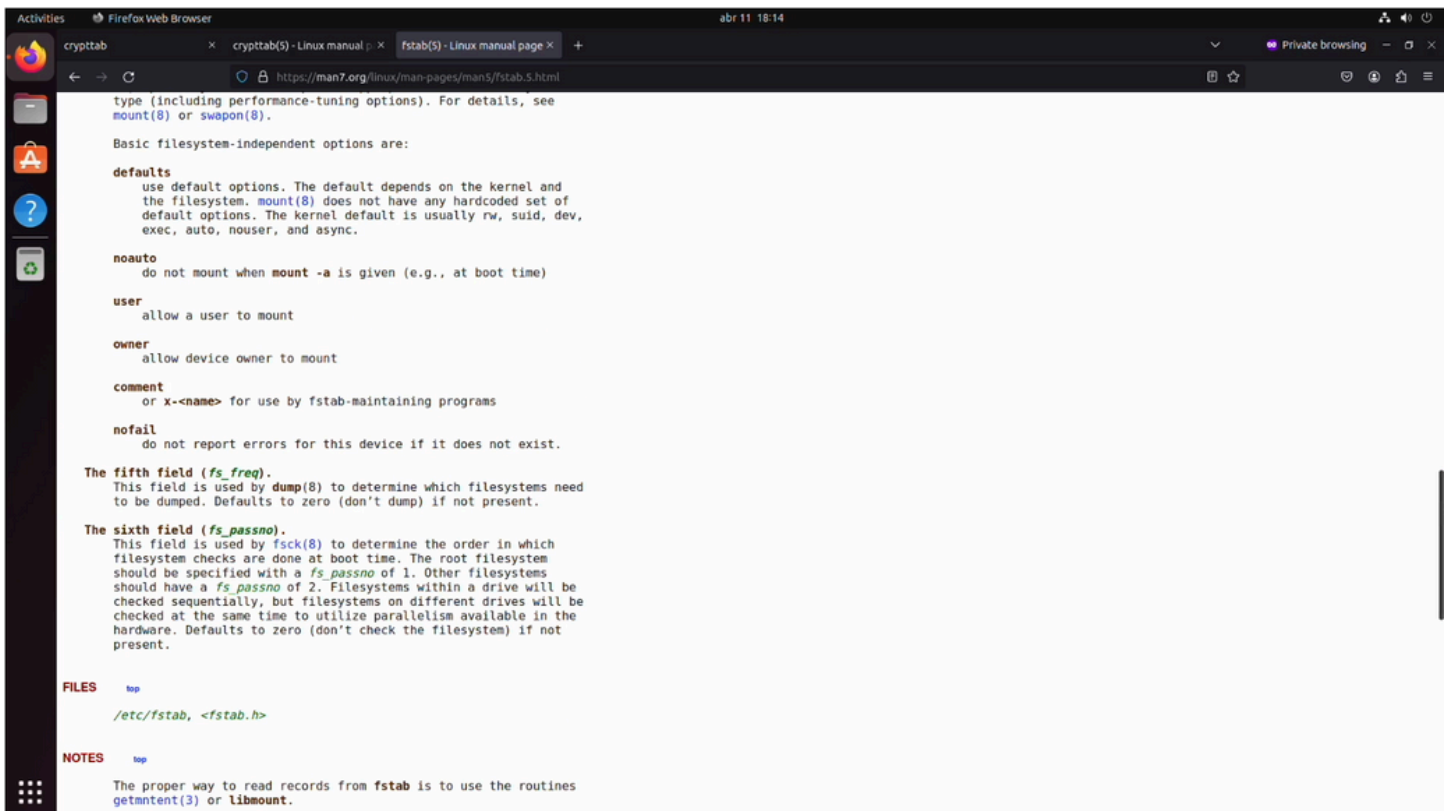 Activities Firefox Web Browser abr 11 18:14
crypttab × crypttab(5) - Linux manual p × fstab(5) - Linux manual page × + Private browsing
https://man7.org/linux/man-pages/man5/fstab.5.html
type (including performance-tuning options). For details, see
mount(8) or swapon(8).
Basic filesystem-independent options are:
defaults
use default options. The default depends on the kernel and
the filesystem. mount(8) does not have any hardcoded set of
default options. The kernel default is usually rw, suid, dev,
exec, auto, nouser, and async.
noauto
do not mount when mount -a is given (e.g., at boot time)
user
allow a user to mount
owner
allow device owner to mount
comment
or x-<name> for use by fstab-maintaining programs
nofail
do not report errors for this device if it does not exist.
The fifth field (fs_freq).
This field is used by dump(8) to determine which filesystems need
to be dumped. Defaults to zero (don't dump) if not present.
The sixth field (fs_passno).
This field is used by fsck(8) to determine the order in which
filesystem checks are done at boot time. The root filesystem
should be specified with a fs_passno of 1. Other filesystems
should have a fs_passno of 2. Filesystems within a drive will be
checked sequentially, but filesystems on different drives will be
checked at the same time to utilize parallelism available in the
hardware. Defaults to zero (don't check the filesystem) if not
present.
FILES top
/etc/fstab, <fstab.h>
NOTES top
The proper way to read records from fstab is to use the routines
getmntent(3) or libmount.